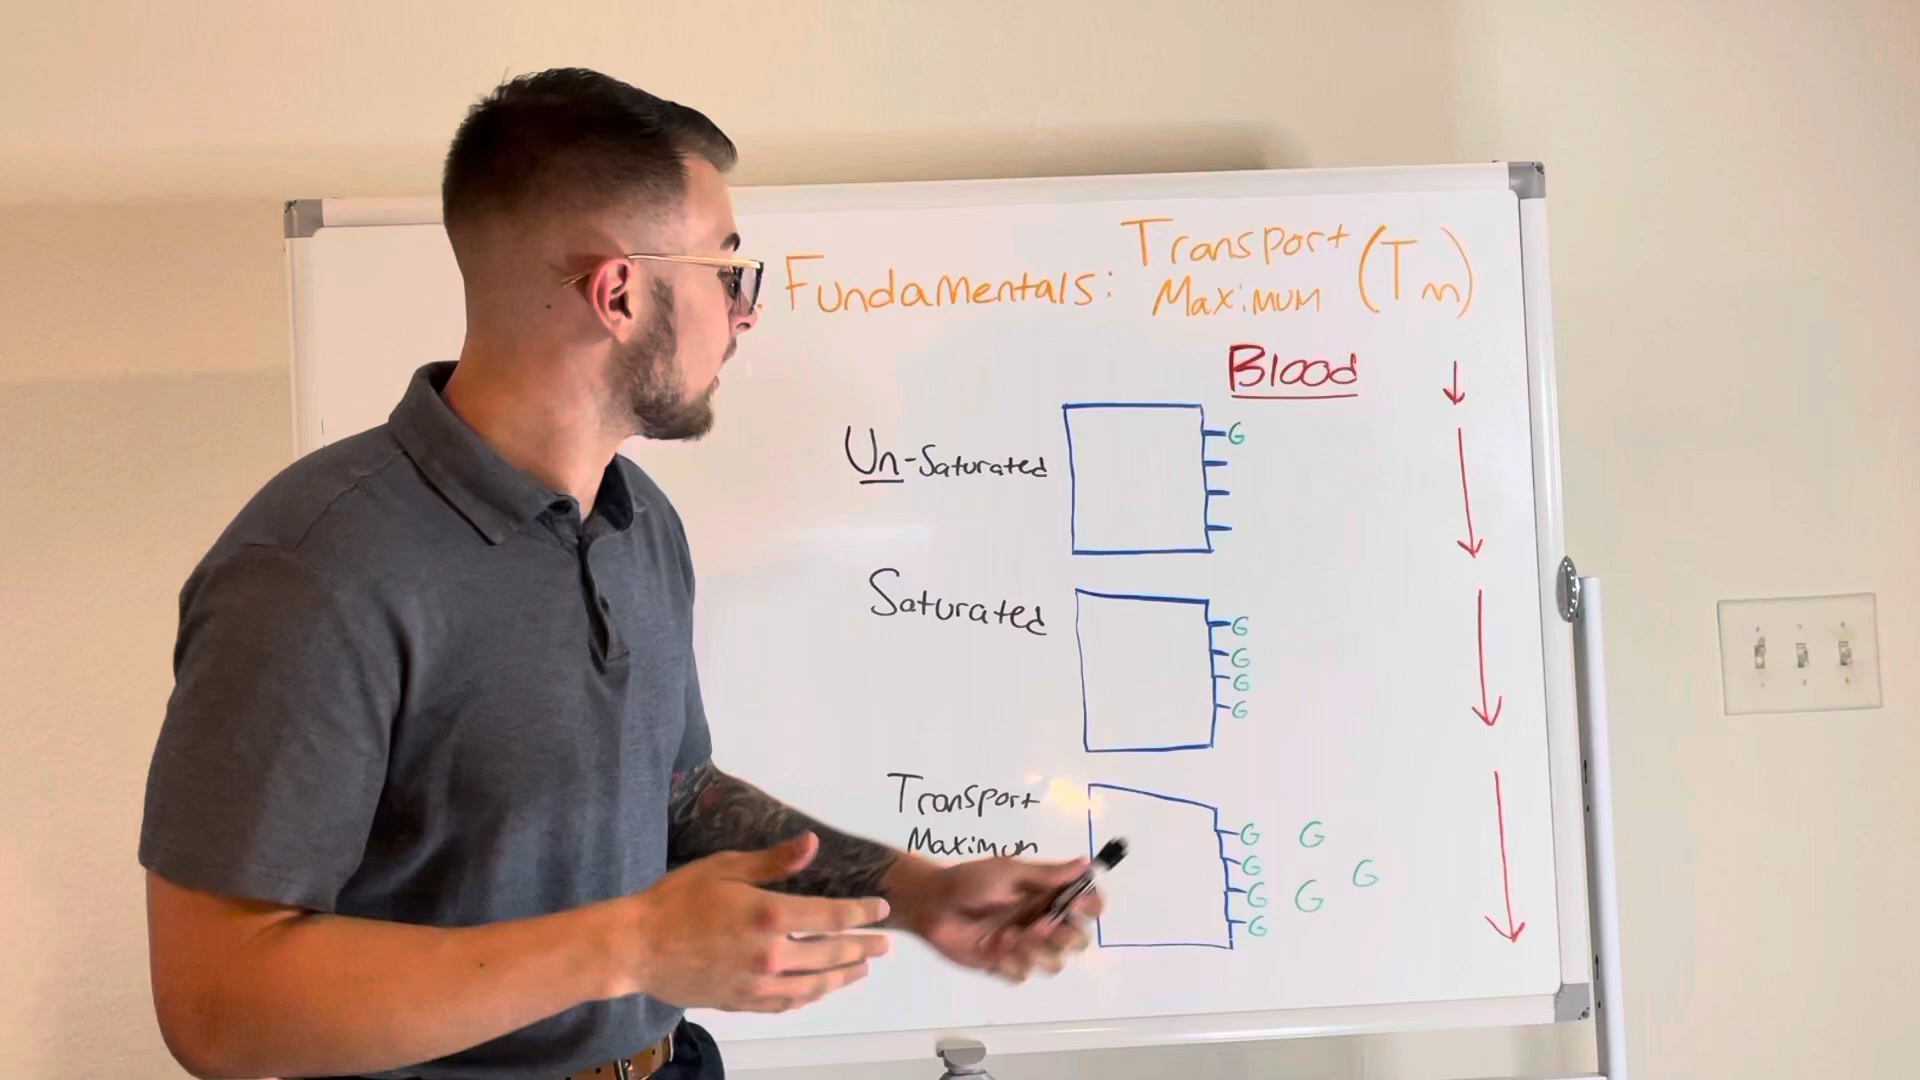 Fundamentals: Transport
Maximum (Tm)
Blood
Un-Saturated
G
Saturated
G
G
G
G
Transport
Maximum
G G
G G
G G
G